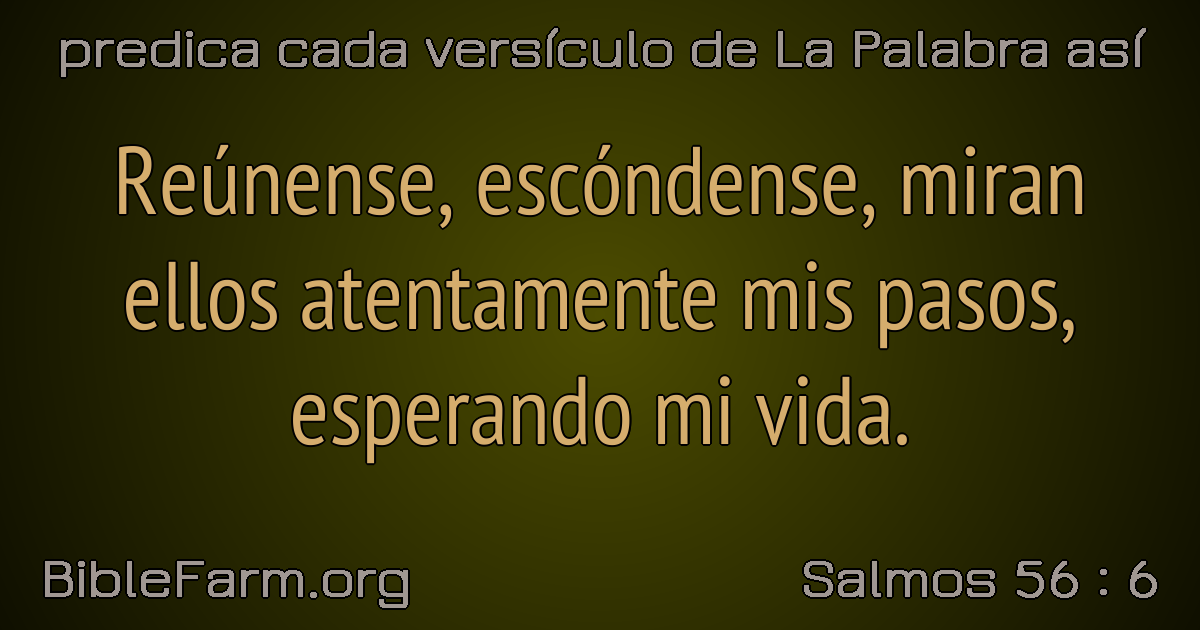 predica cada versículo de La Palabra así
Reúnense, escóndense, miran
ellos atentamente mis pasos,
esperando mi vida.
BibleFarm.org
Salmos 56 : 6